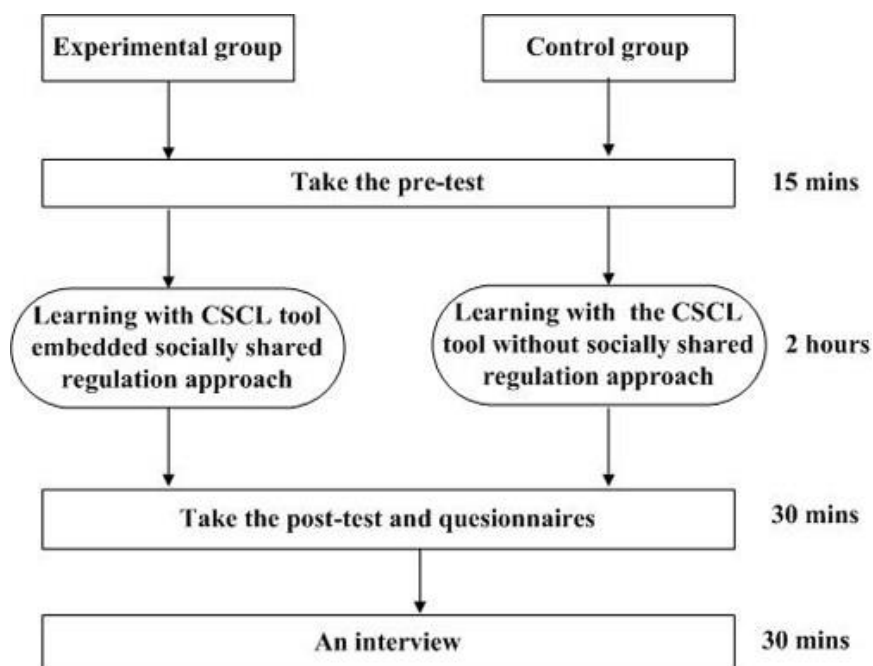 Experimental group
Control group
Take the pre-test
15 mins
Learning with CSCL tool
embedded socially shared
regulation approach
Learning with the CSCL
tool without socially shared
regulation approach
2 hours
Take the post-test and quesionnaires
30 mins
An interview
30 mins